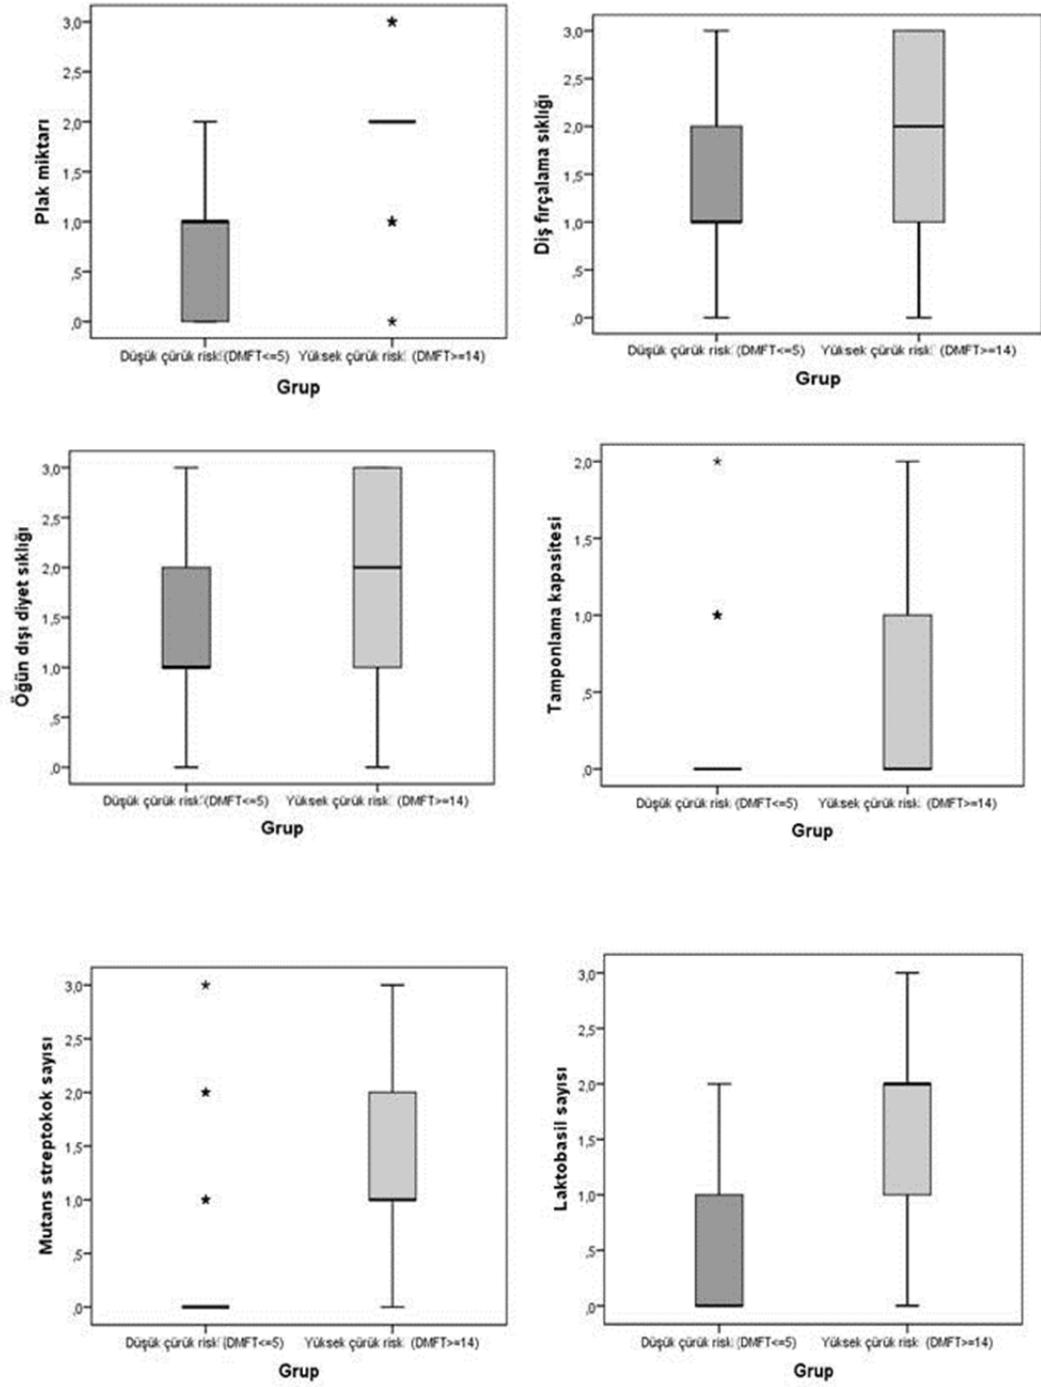 Plak miktarı
3,0
2,5
2,0
1,5
1,0
,5
,0
Düşük çürük riski (DMFT<=5) Yüksek çürük riski (DMFT>=14)
Grup
Diş fırçalama sıklığı
3,0
2,5
2,0
1,5
1,0
,5
,0
Düşük çürük riski (DMFT<=5) Yüksek çürük riski (DMFT>=14)
Grup
Öğün dışı diyet sıklığı
3,0
2,5
2,0
1,5
1,0
,5
,0
Düşük çürük riski (DMFT<=5) Yüksek çürük riski (DMFT>=14)
Grup
Tamponlama kapasitesi
2,0
1,5
1,0
,5
,0
Düşük çürük riski (DMFT<=5) Yüksek çürük riski (DMFT>=14)
Grup
Mutans streptokok sayısı
3,0
2,5
2,0
1,5
1,0
,5
,0
Düşük çürük riski (DMFT<=5) Yüksek çürük riski (DMFT>=14)
Grup
Laktobasil sayısı
3,0
2,5
2,0
1,5
1,0
,5
,0
Düşük çürük riski (DMFT<=5) Yüksek çürük riski (DMFT>=14)
Grup